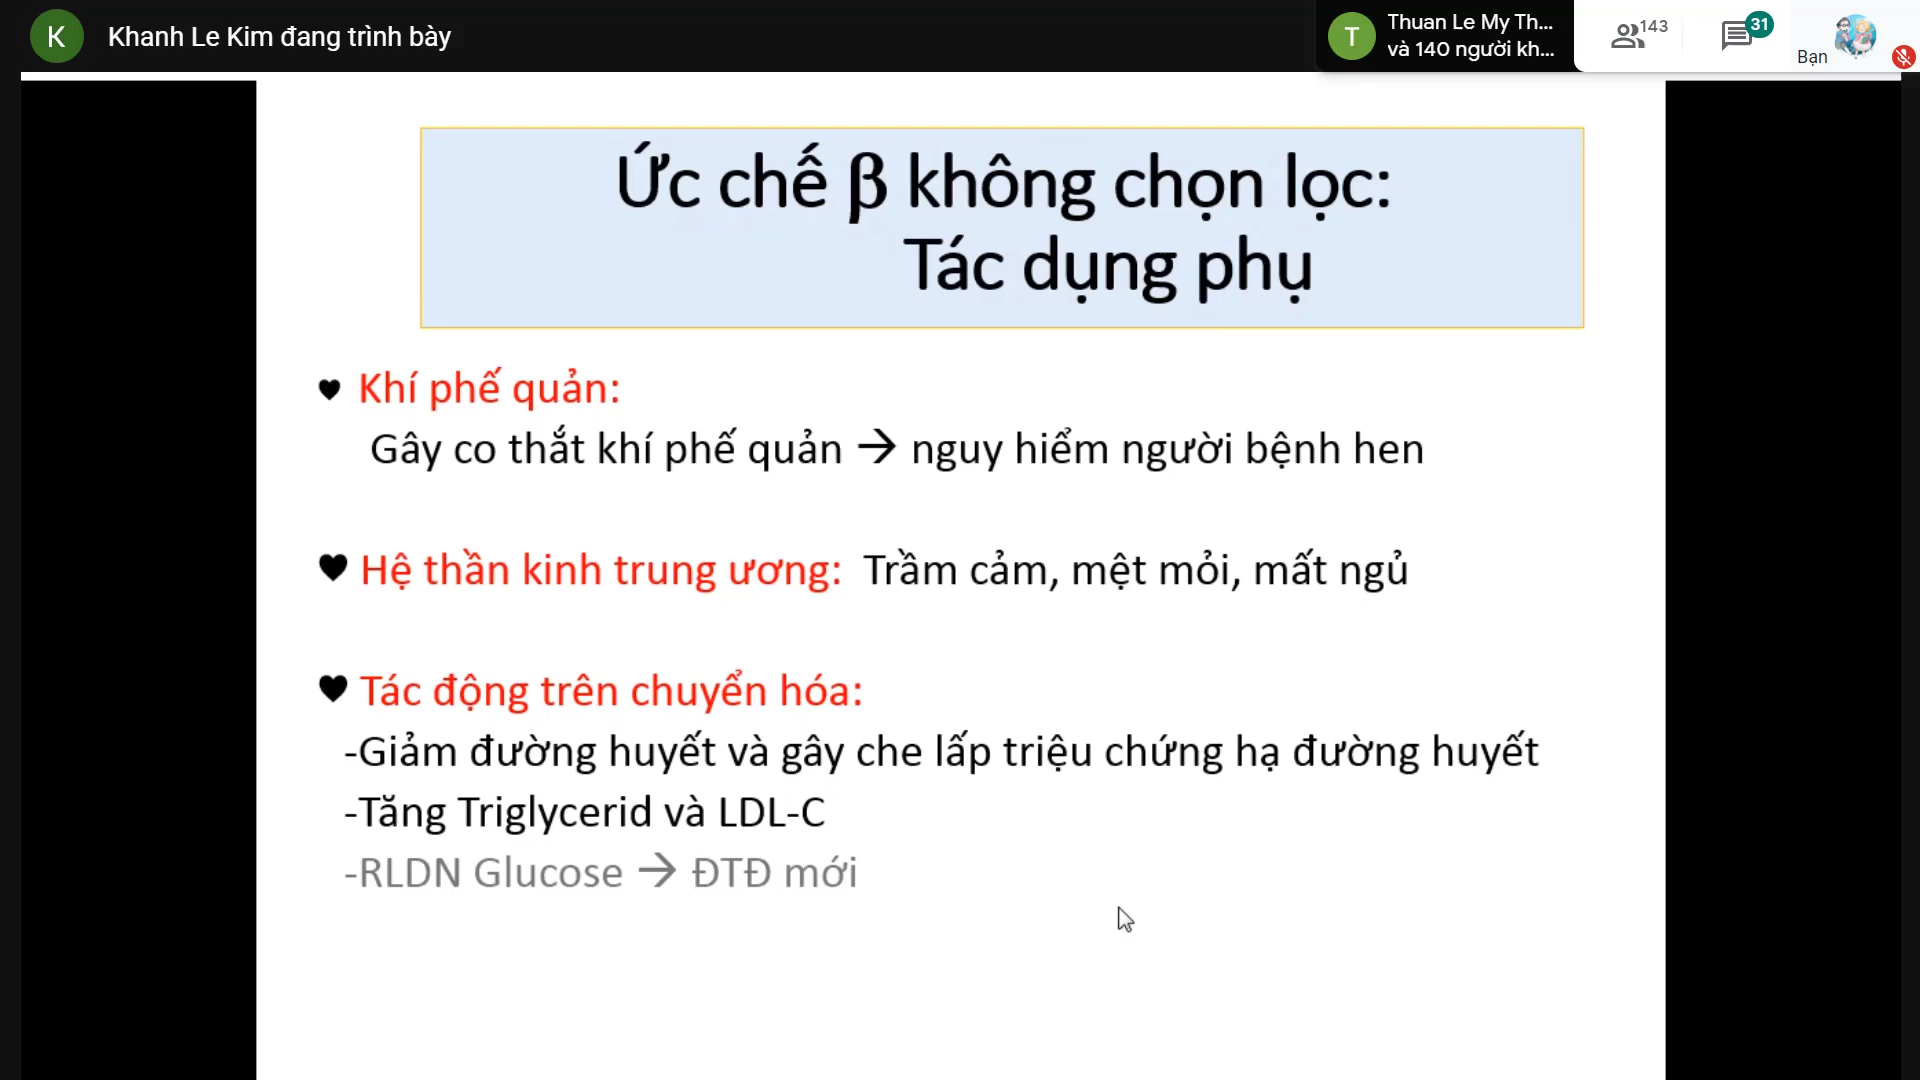 K
Khanh Le Kim đang trình bày
T
Thuan Le My Th...
và 140 người kh...
143
31
Bạn
Ức chế β không chọn lọc:
Tác dụng phụ
♥ Khí phế quản:
Gây co thắt khí phế quản → nguy hiểm người bệnh hen
♥ Hệ thần kinh trung ương: Trầm cảm, mệt mỏi, mất ngủ
♥ Tác động trên chuyển hóa:
-Giảm đường huyết và gây che lấp triệu chứng hạ đường huyết
-Tăng Triglycerid và LDL-C
-RLDN Glucose → ĐTĐ mới